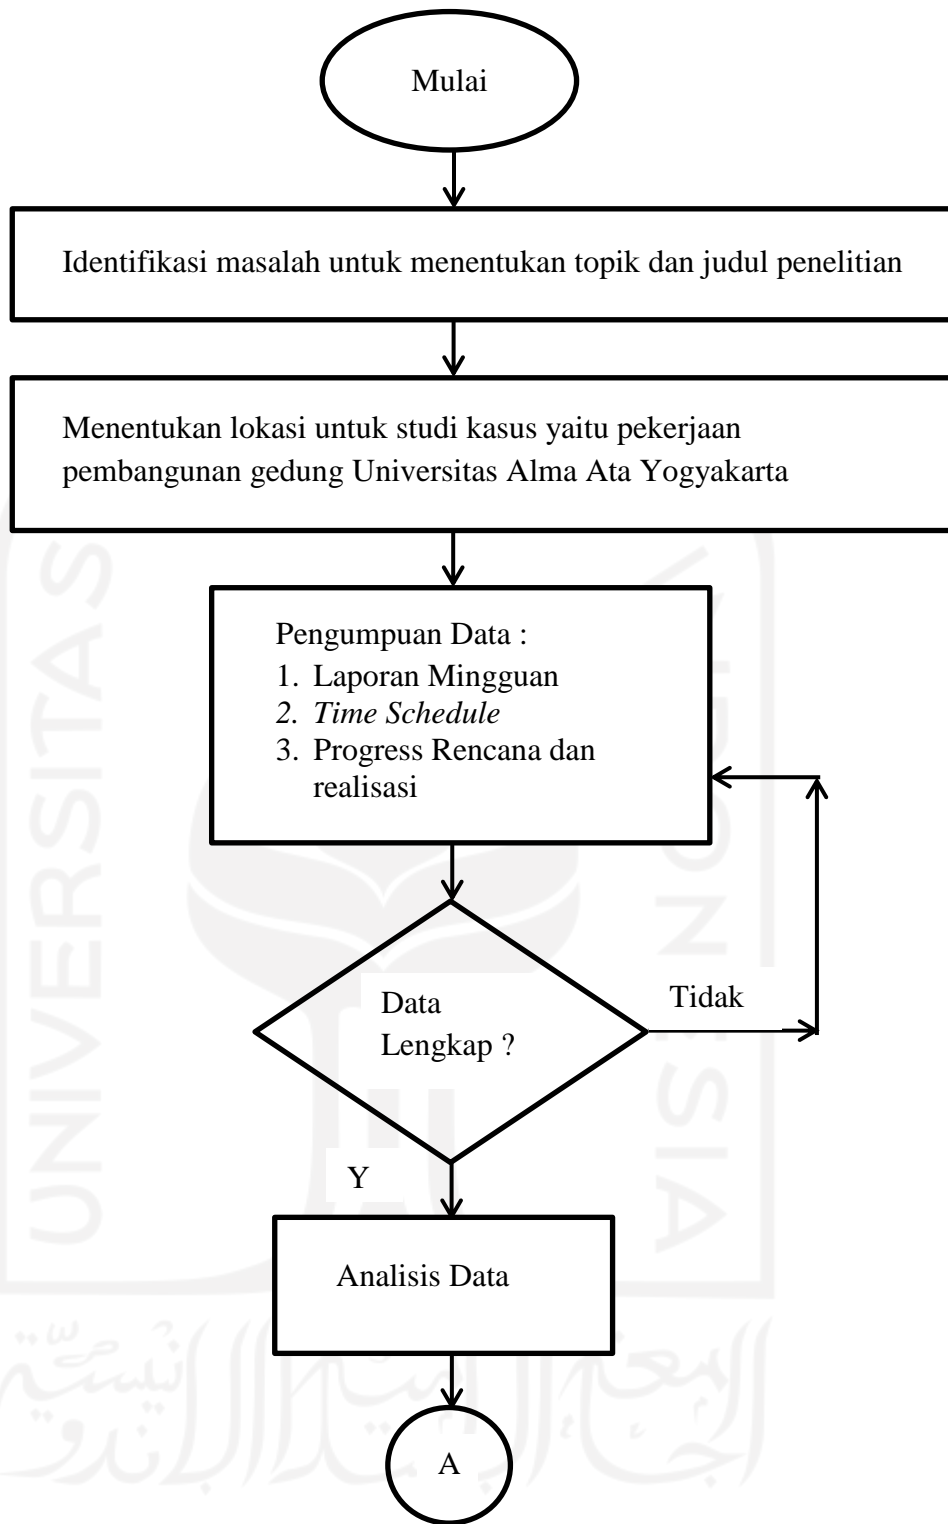 Mulai
Identifikasi masalah untuk menentukan topik dan judul penelitian
Menentukan lokasi untuk studi kasus yaitu pekerjaan
pembangunan gedung Universitas Alma Ata Yogyakarta
Pengumpuan Data :
1. Laporan Mingguan
2. Time Schedule
3. Progress Rencana dan
realisasi
Data
Lengkap ?
Tidak
Y
Analisis Data
A
UNIVERSITAS